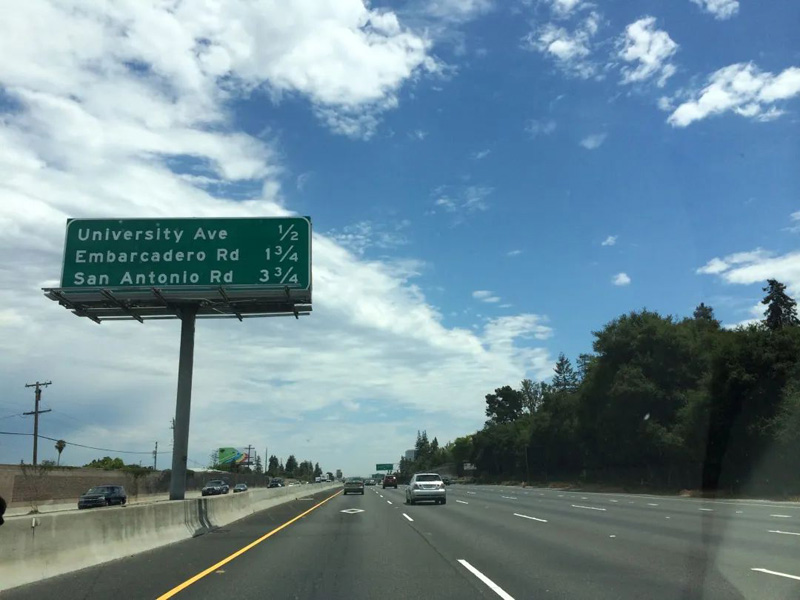 University Ave 1/2
Embarcadero Rd 1 3/4
San Antonio Rd 3 3/4